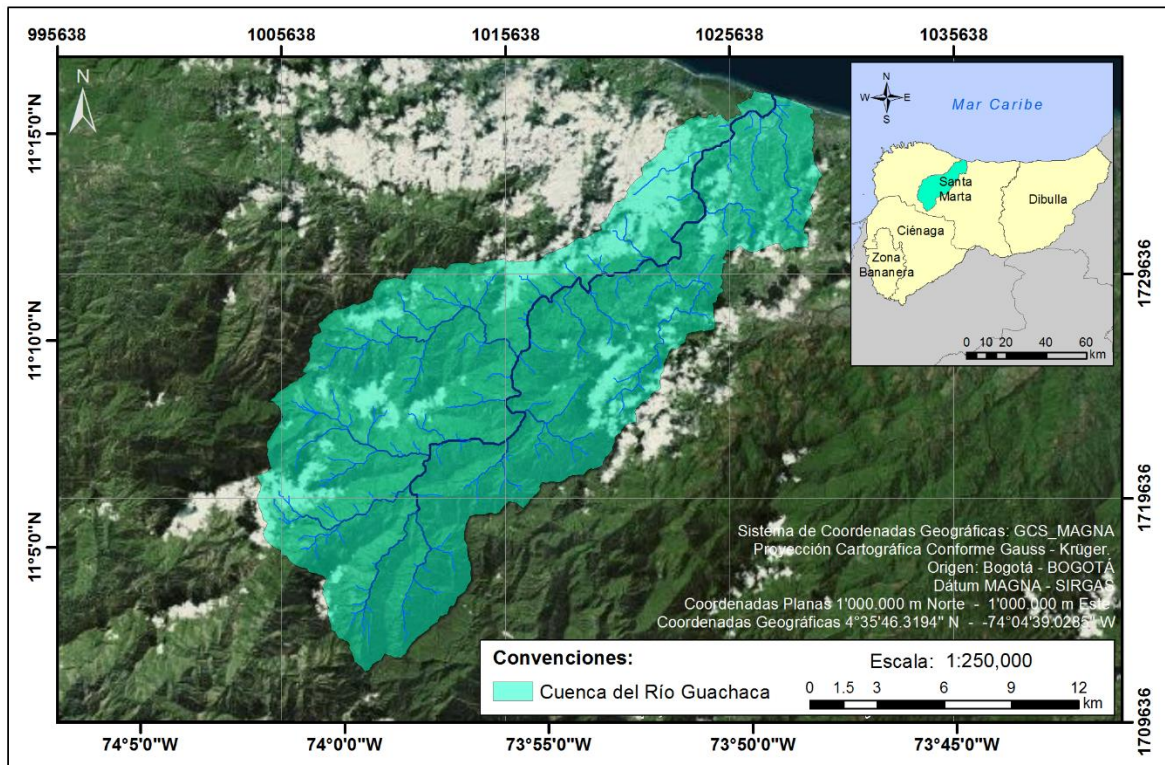 995638 1005638 1015638 1025638 1035638
N
11°15'0"N
11°10'0"N
11°5'0"N
N
W E
S
Mar Caribe
Santa
Marta
Dibulla
Ciénaga
Zona
Bananera
0 10 20 40 60
km
1729636
1719636
1709636
Sistema de Coordenadas Geográficas: GCS_MAGNA
Proyección Cartográfica Conforme Gauss - Krüger.
Origen: Bogotá - BOGOTÁ
Dátum MAGNA - SIRGAS
Coordenadas Planas 1'000.000 m Norte - 1'000.000 m Este
Coordenadas Geográficas 4°35'46.3194" N - -74°04'39.0285" W
Convenciones:
Cuenca del Río Guachaca
Escala: 1:250,000
0 1.5 3 6 9 12
km
74°5'0"W 74°0'0"W 73°55'0"W 73°50'0"W 73°45'0"W